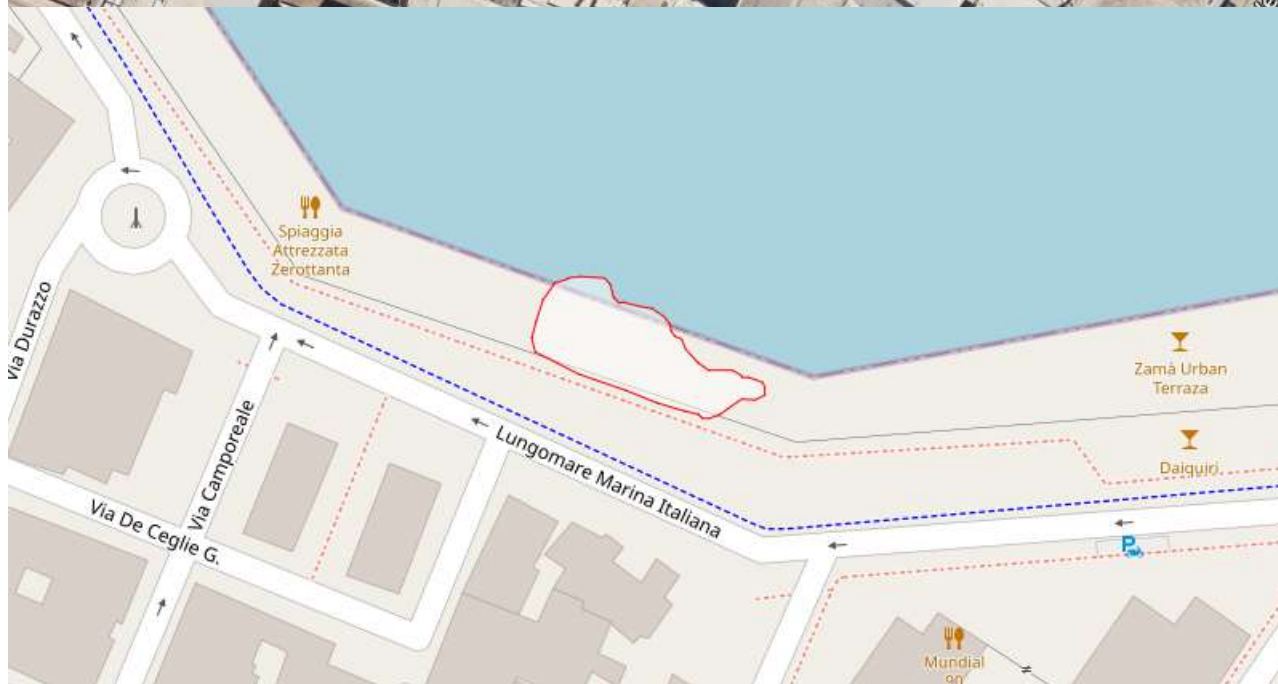 Spiaggia
Attrezzata
Zerottanta
Via Durazzo
Via Camporeale
Lungomare Marina Italiana
Via De Ceglie G.
Zamà Urban
Terraza
Daiquiri
P
Mundial
90